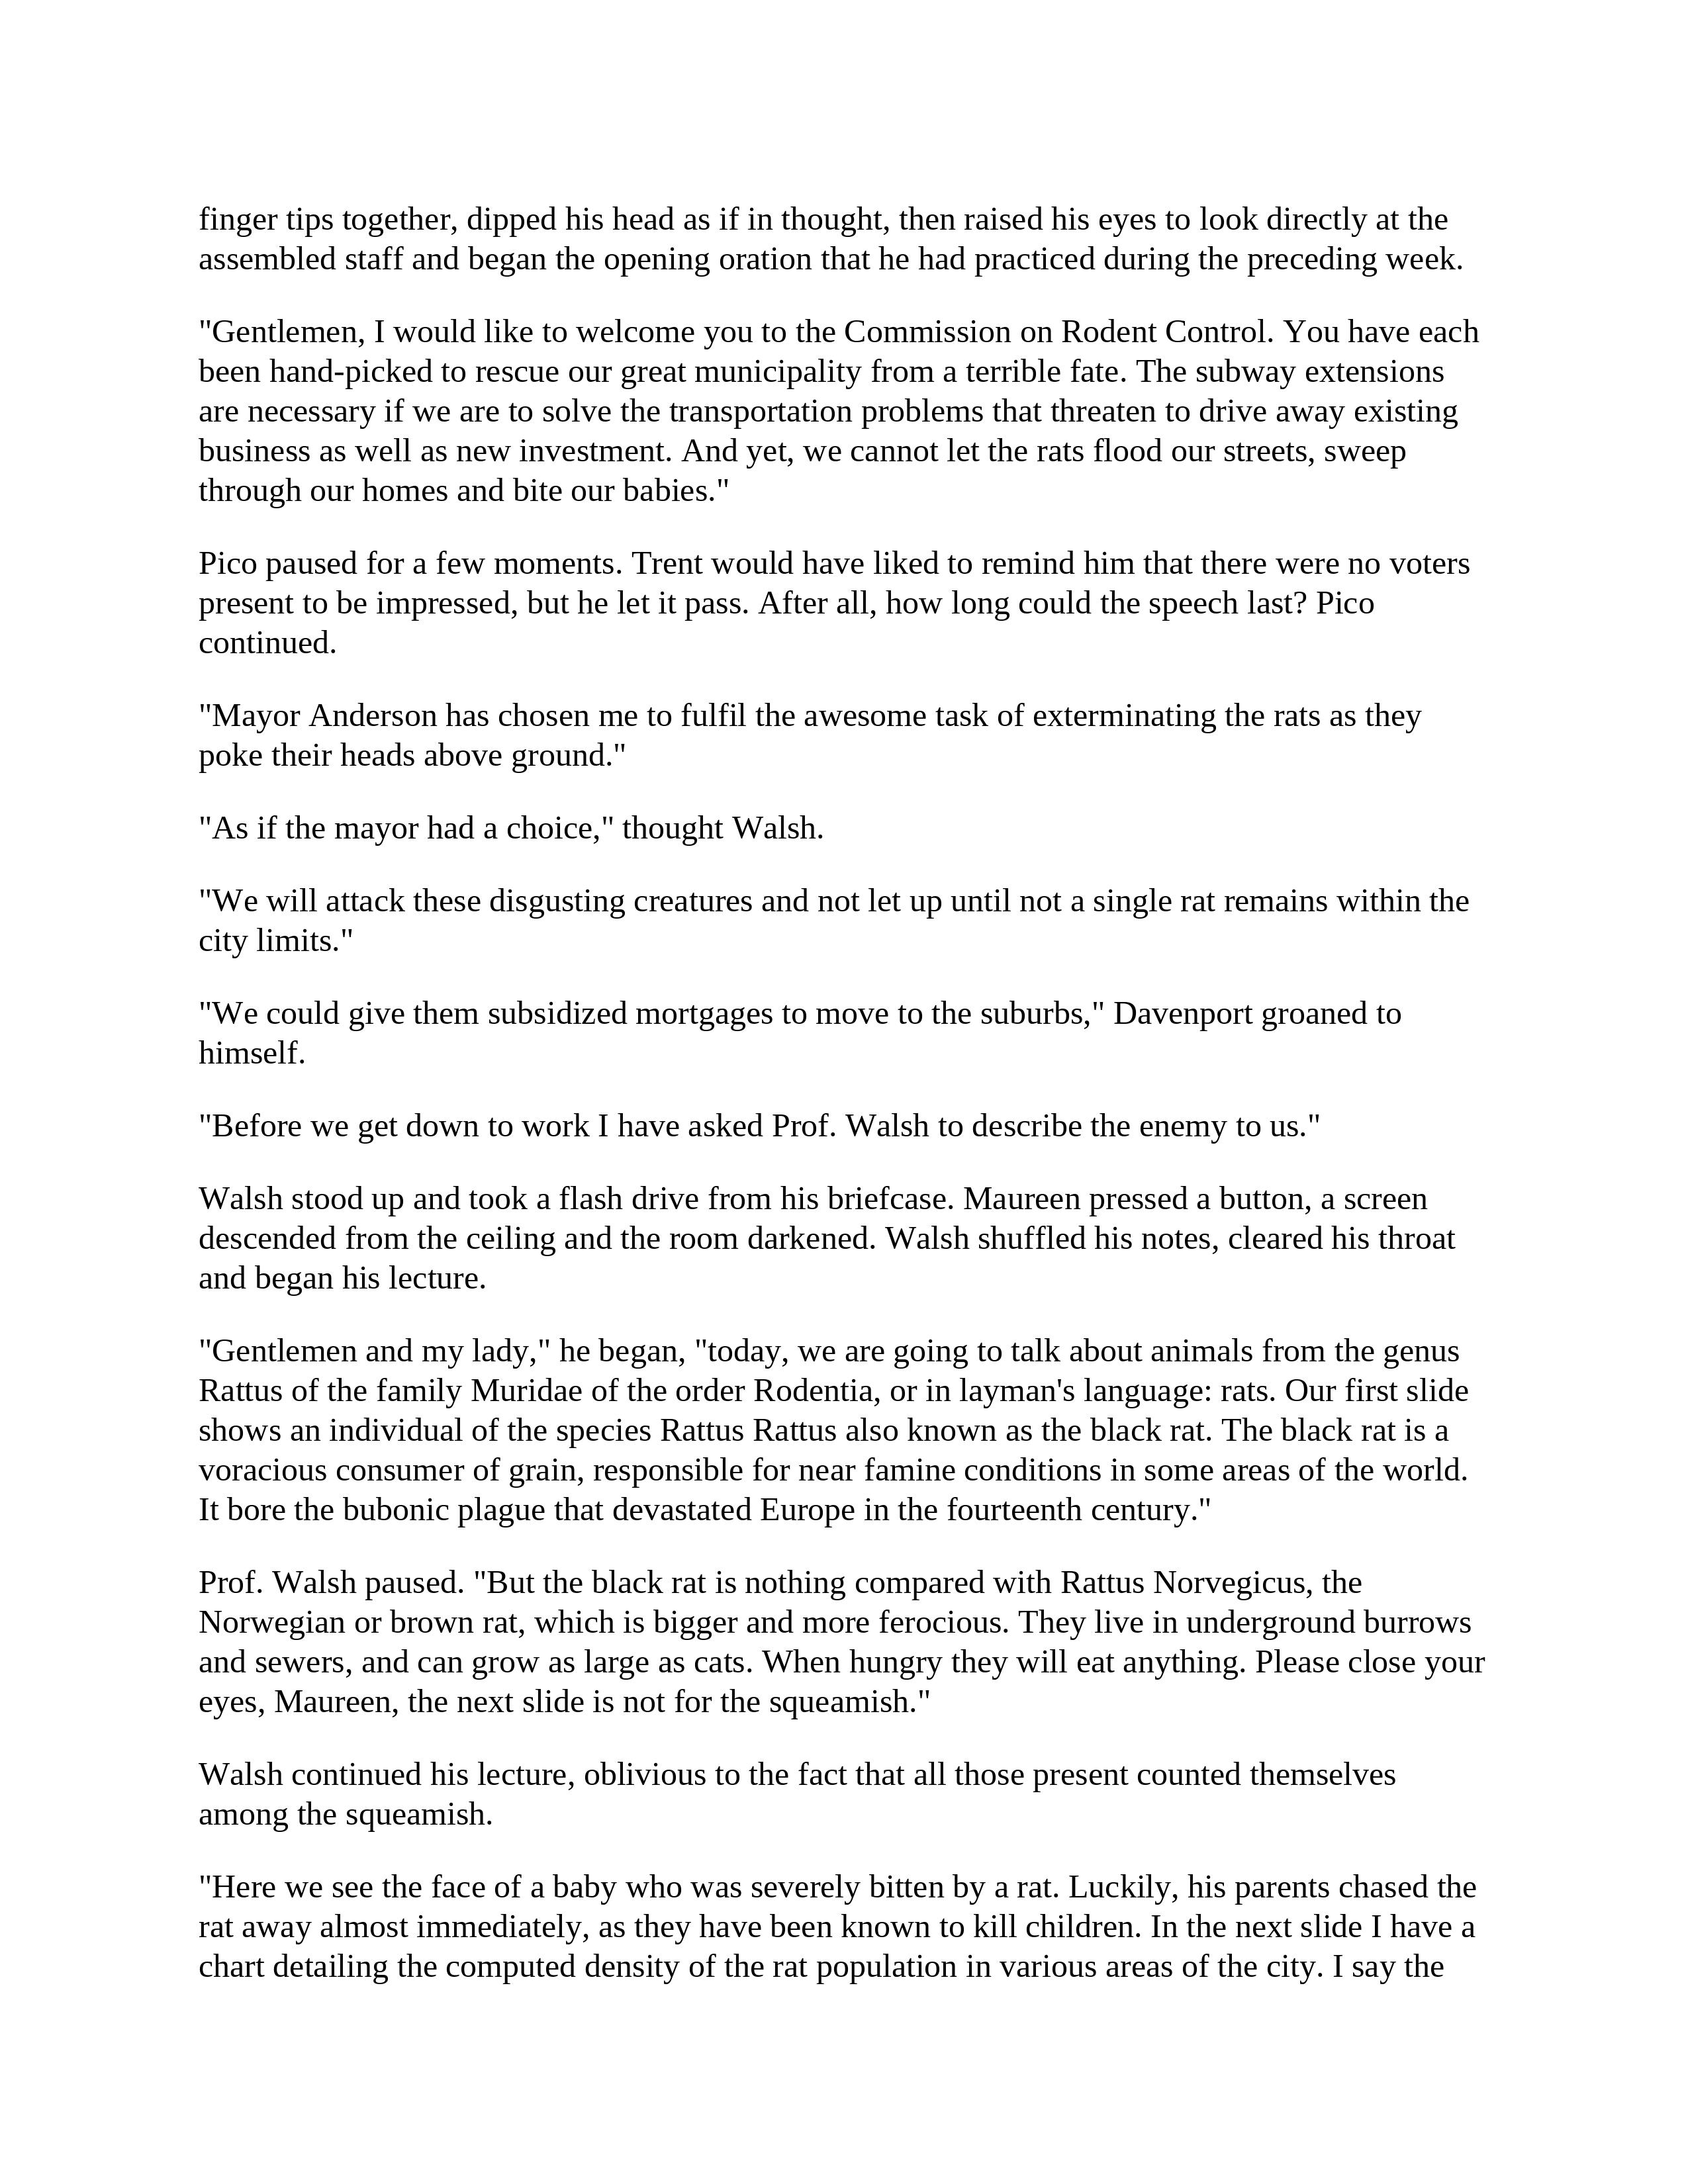 finger tips together, dipped his head as if in thought, then raised his eyes to look directly at the
assembled staff and began the opening oration that he had practiced during the preceding week.
"Gentlemen, I would like to welcome you to the Commission on Rodent Control. You have each
been hand-picked to rescue our great municipality from a terrible fate. The subway extensions
are necessary if we are to solve the transportation problems that threaten to drive away existing
business as well as new investment. And yet, we cannot let the rats flood our streets, sweep
through our homes and bite our babies."
Pico paused for a few moments. Trent would have liked to remind him that there were no voters
present to be impressed, but he let it pass. After all, how long could the speech last? Pico
continued.
"Mayor Anderson has chosen me to fulfil the awesome task of exterminating the rats as they
poke their heads above ground."
"As if the mayor had a choice," thought Walsh.
"We will attack these disgusting creatures and not let up until not a single rat remains within the
city limits."
"We could give them subsidized mortgages to move to the suburbs," Davenport groaned to
himself.
"Before we get down to work I have asked Prof. Walsh to describe the enemy to us."
Walsh stood up and took a flash drive from his briefcase. Maureen pressed a button, a screen
descended from the ceiling and the room darkened. Walsh shuffled his notes, cleared his throat
and began his lecture.
"Gentlemen and my lady," he began, "today, we are going to talk about animals from the genus
Rattus of the family Muridae of the order Rodentia, or in layman's language: rats. Our first slide
shows an individual of the species Rattus Rattus also known as the black rat. The black rat is a
voracious consumer of grain, responsible for near famine conditions in some areas of the world.
It bore the bubonic plague that devastated Europe in the fourteenth century."
Prof. Walsh paused. "But the black rat is nothing compared with Rattus Norvegicus, the
Norwegian or brown rat, which is bigger and more ferocious. They live in underground burrows
and sewers, and can grow as large as cats. When hungry they will eat anything. Please close your
eyes, Maureen, the next slide is not for the squeamish."
Walsh continued his lecture, oblivious to the fact that all those present counted themselves
among the squeamish.
"Here we see the face of a baby who was severely bitten by a rat. Luckily, his parents chased the
rat away almost immediately, as they have been known to kill children. In the next slide I have a
chart detailing the computed density of the rat population in various areas of the city. I say the